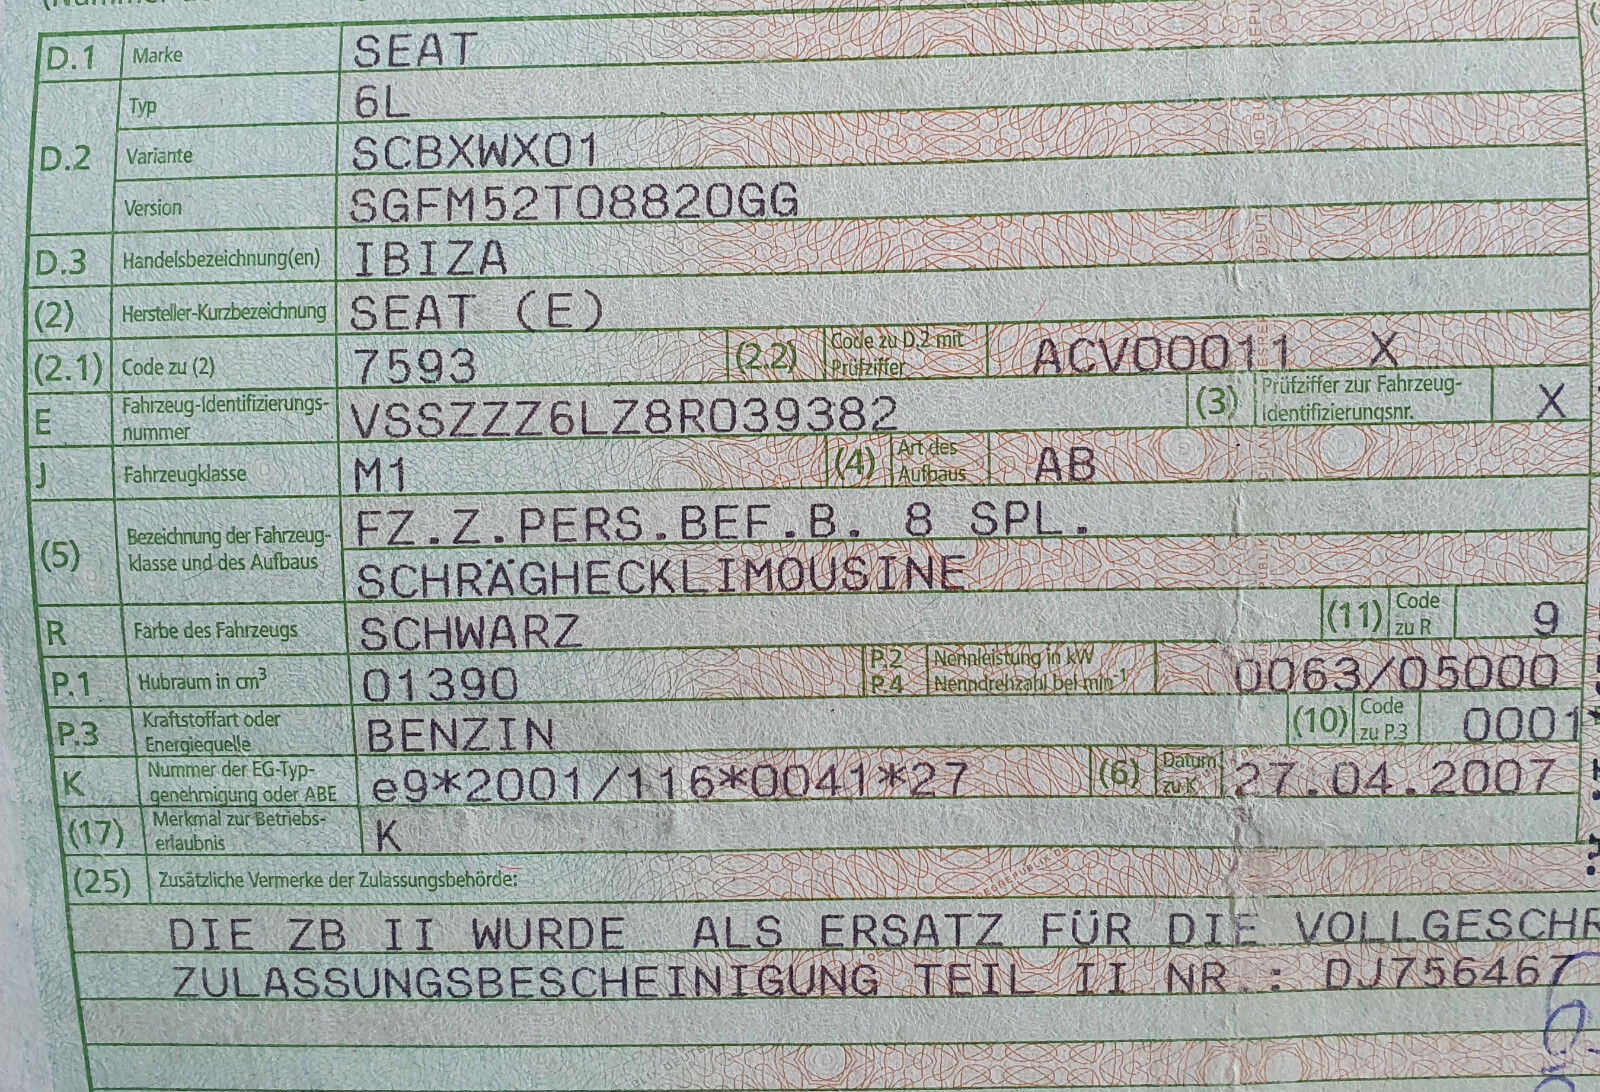 D.1 Marke SEAT
D.2 Typ 6L
Variante SCBXWX01
Version SGFM52T08820GG
D.3 Handelsbezeichnung(en) IBIZA
(2) Hersteller-Kurzbezeichnung SEAT (E)
(2.1) Code zu (2) 7593 (2.2) Code zu D.2 mit Prüfziffer ACV00011 X
E Fahrzeug-Identifizierungs-
nummer VSSZZZ6LZ8R039382 (3) Prüfziffer zur Fahrzeug-
identifizierungsnr. X
J Fahrzeugklasse M1 (4) Art des Aufbaus AB
(5) Bezeichnung der Fahrzeug-
klasse und des Aufbaus FZ.Z.PERS.BEF.B. 8 SPL.
SCHRÄGHECKLIMOUSINE
R Farbe des Fahrzeugs SCHWARZ (11) Code zu R 9
P.1 Hubraum in cm³ 01390 P.2 Nennleistung in kW
P.4 Nenndrehzahl bei min-1 0063/05000
P.3 Kraftstoffart oder
Energiequelle BENZIN (10) Code zu P.3 0001
K Nummer der EG-Typ-
genehmigung oder ABE e9*2001/116*0041*27 (6) Datum zu K 27.04.2007
(17) Merkmal zur Betriebs-
erlaubnis K
(25) Zusätzliche Vermerke der Zulassungsbehörde:
DIE ZB II WURDE ALS ERSATZ FÜR DIE VOLLGESCHR
ZULASSUNGSBESCHEINIGUNG TEIL II NR.: DJ756467